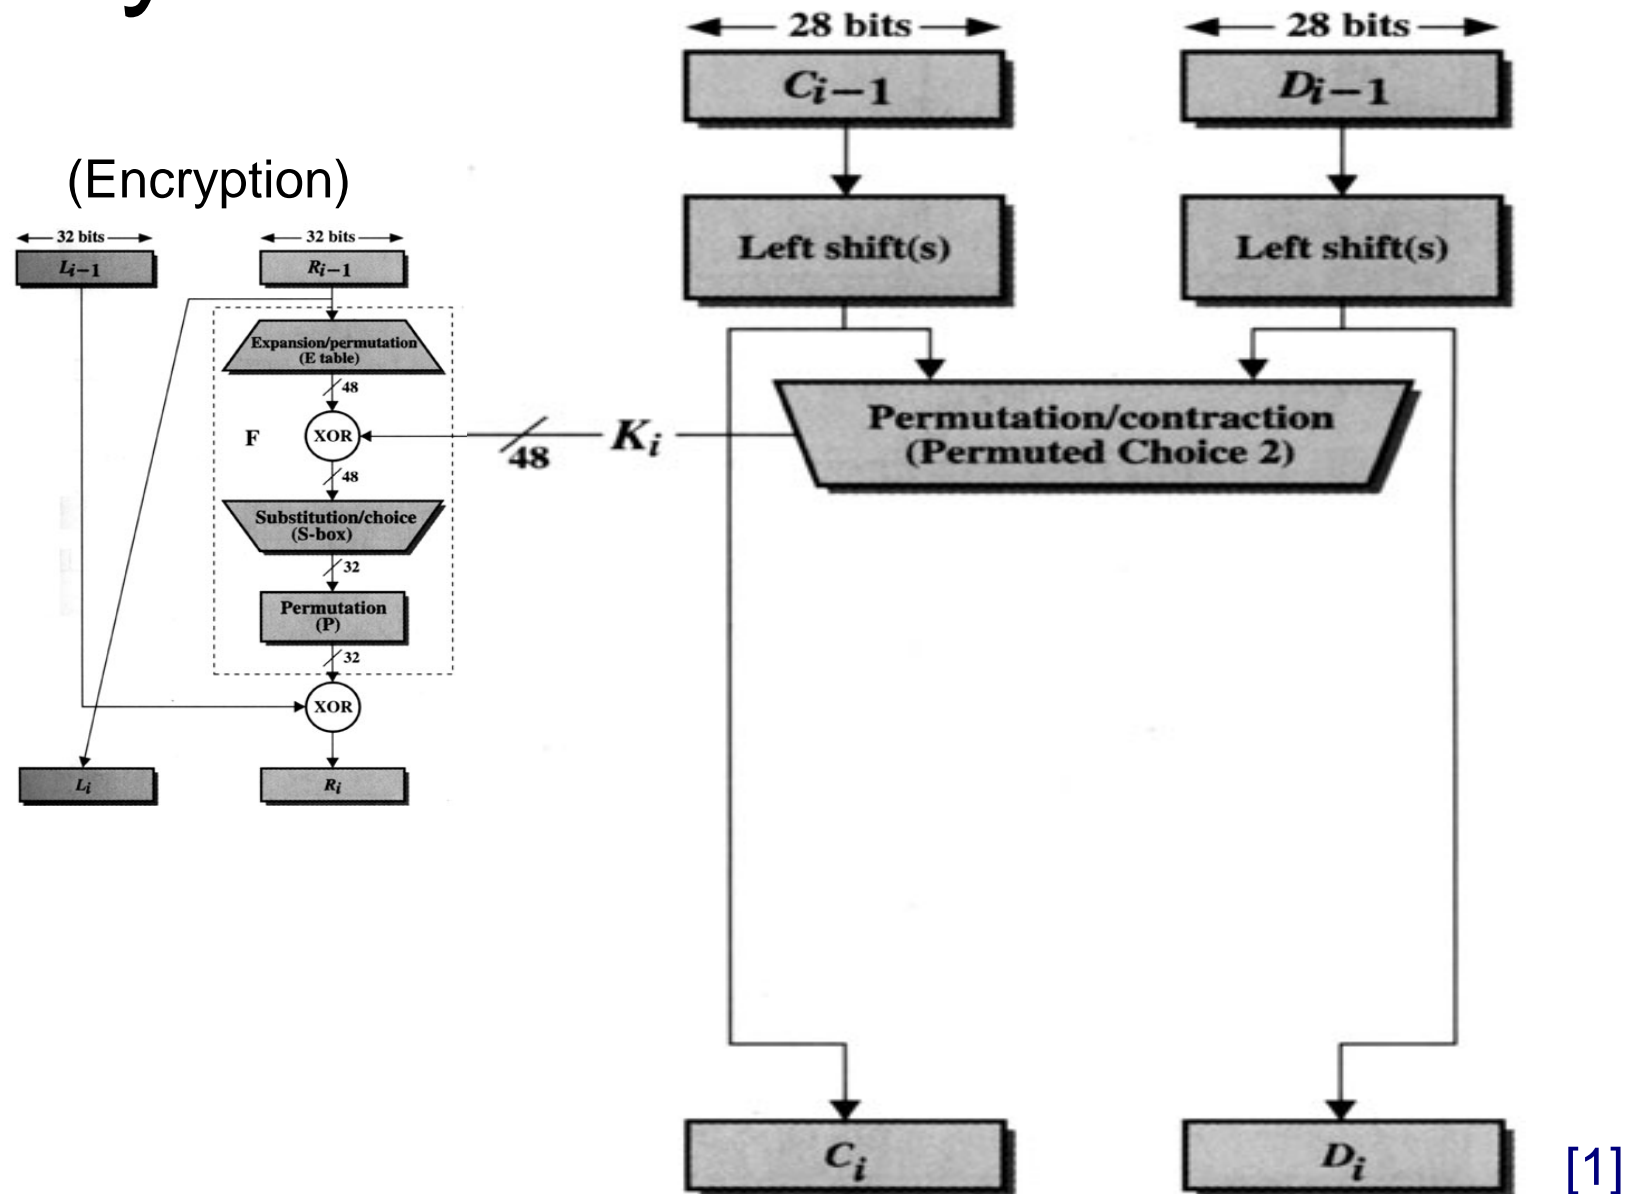 y
28 bits
28 bits
Ci−1
Di−1
(Encryption)
32 bits
32 bits
Li−1
Ri−1
Left shift(s)
Left shift(s)
Expansion/permutation
(E table)
48
F
XOR
48
Ki
Permutation/contraction
(Permuted Choice 2)
48
Substitution/choice
(S-box)
32
Permutation
(P)
32
XOR
Li
Ri
Ci
Di
[1]